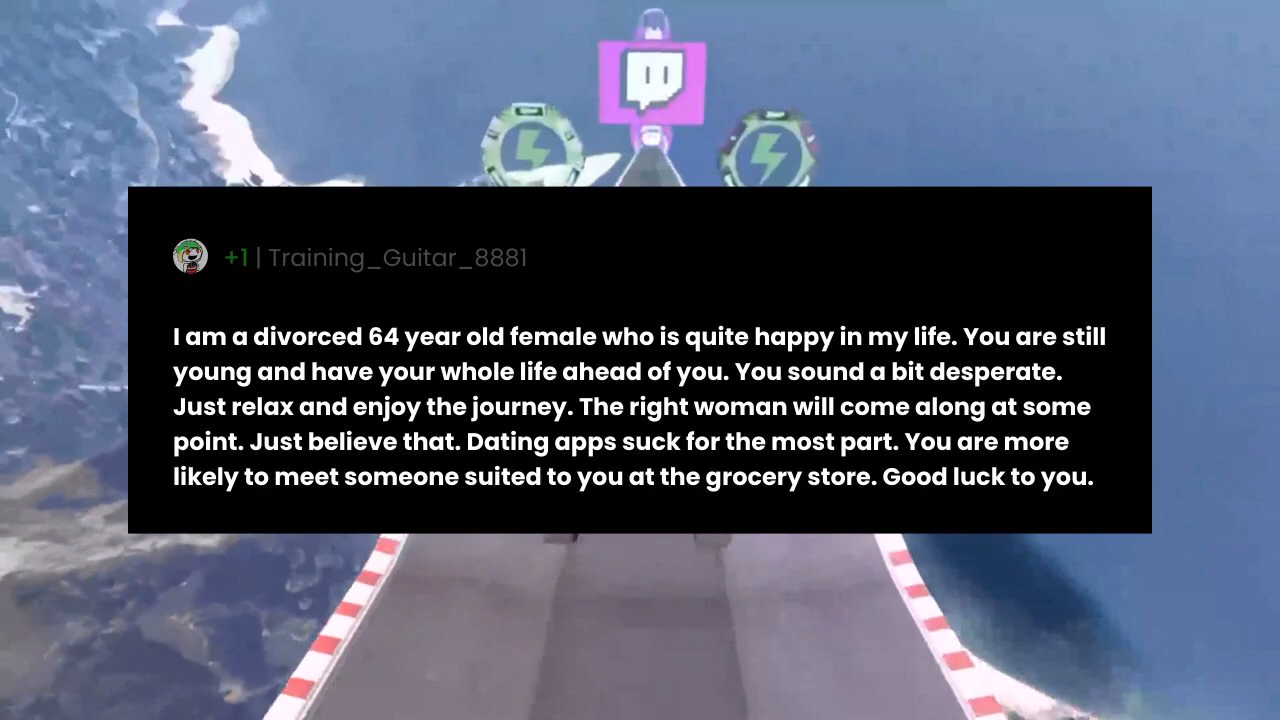 +1 | Training_Guitar_8881
I am a divorced 64 year old female who is quite happy in my life. You are still
young and have your whole life ahead of you. You sound a bit desperate.
Just relax and enjoy the journey. The right woman will come along at some
point. Just believe that. Dating apps suck for the most part. You are more
likely to meet someone suited to you at the grocery store. Good luck to you.